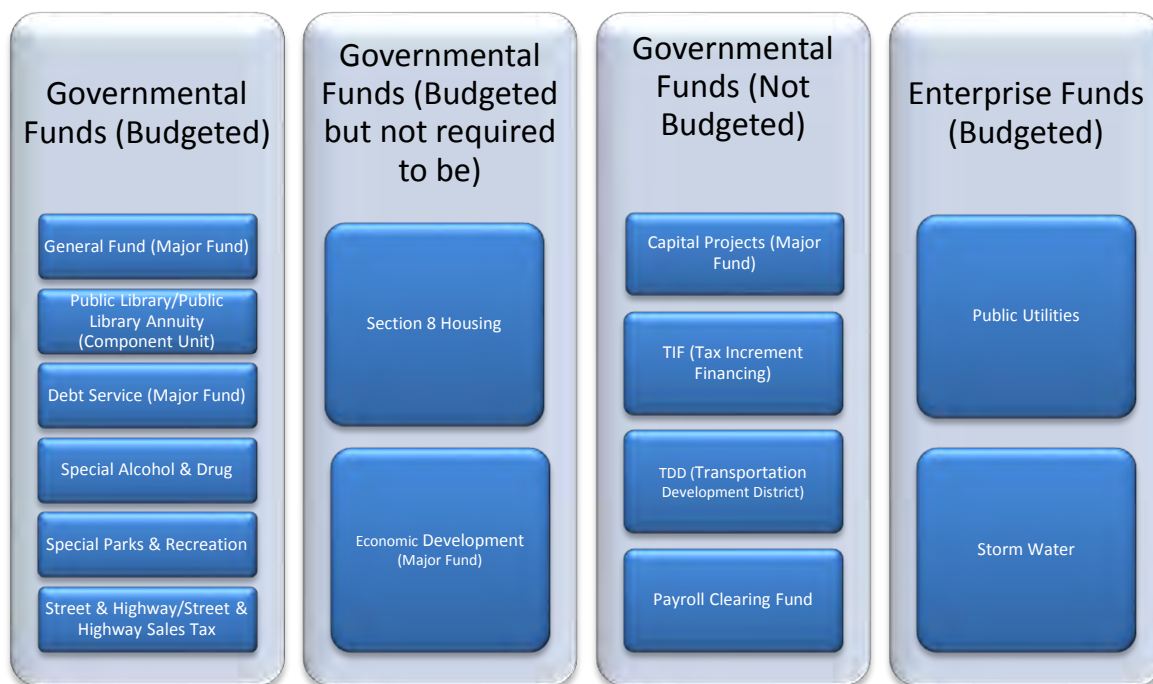 Governmental
Funds (Budgeted)
General Fund (Major Fund)
Public Library/Public
Library Annuity
(Component Unit)
Debt Service (Major Fund)
Special Alcohol & Drug
Special Parks & Recreation
Street & Highway/Street &
Highway Sales Tax
Governmental
Funds (Budgeted
but not required
to be)
Section 8 Housing
Economic Development
(Major Fund)
Governmental
Funds (Not
Budgeted)
Capital Projects (Major
Fund)
TIF (Tax Increment
Financing)
TDD (Transportation
Development District)
Payroll Clearing Fund
Enterprise Funds
(Budgeted)
Public Utilities
Storm Water